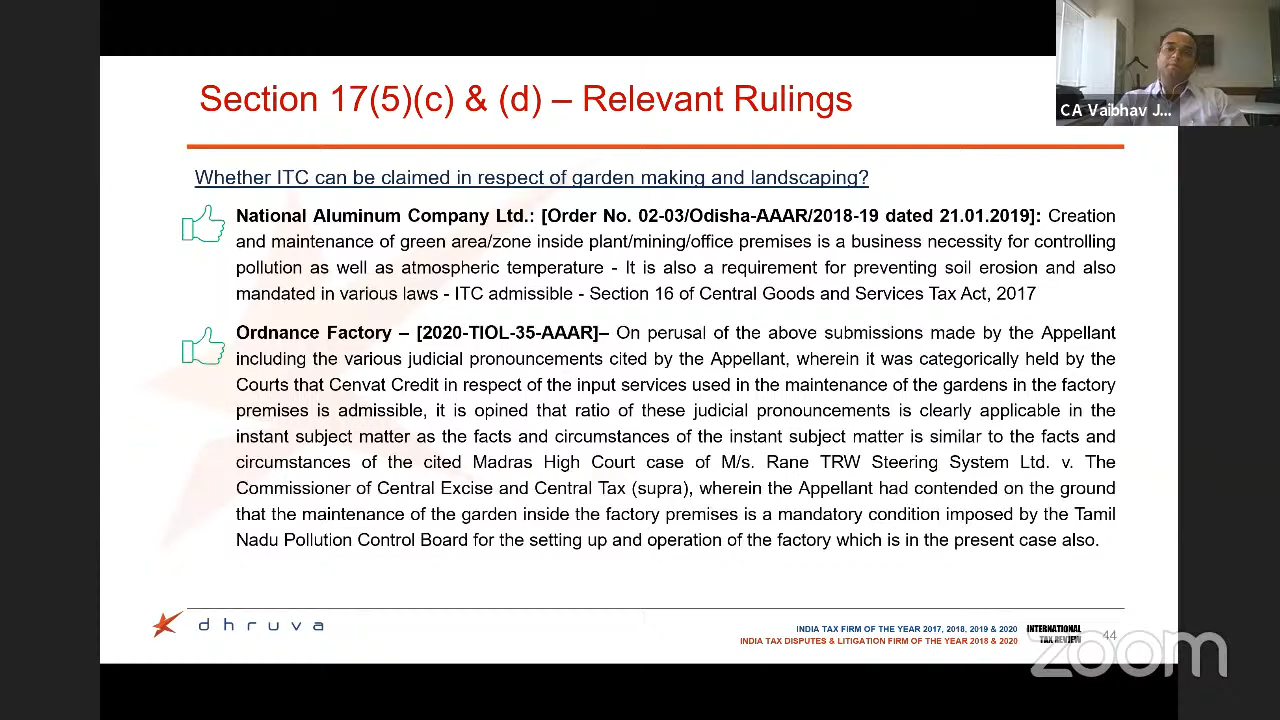 Section 17(5)(c) & (d) – Relevant Rulings
CA Vaibhav J...
Whether ITC can be claimed in respect of garden making and landscaping?
National Aluminum Company Ltd.: [Order No. 02-03/Odisha-AAAR/2018-19 dated 21.01.2019]: Creation
and maintenance of green area/zone inside plant/mining/office premises is a business necessity for controlling
pollution as well as atmospheric temperature - It is also a requirement for preventing soil erosion and also
mandated in various laws - ITC admissible - Section 16 of Central Goods and Services Tax Act, 2017
Ordnance Factory – [2020-TIOL-35-AAAR]– On perusal of the above submissions made by the Appellant
including the various judicial pronouncements cited by the Appellant, wherein it was categorically held by the
Courts that Cenvat Credit in respect of the input services used in the maintenance of the gardens in the factory
premises is admissible, it is opined that ratio of these judicial pronouncements is clearly applicable in the
instant subject matter as the facts and circumstances of the instant subject matter is similar to the facts and
circumstances of the cited Madras High Court case of M/s. Rane TRW Steering System Ltd. v. The
Commissioner of Central Excise and Central Tax (supra), wherein the Appellant had contended on the ground
that the maintenance of the garden inside the factory premises is a mandatory condition imposed by the Tamil
Nadu Pollution Control Board for the setting up and operation of the factory which is in the present case also.
dhruva
INDIA TAX FIRM OF THE YEAR 2017, 2018, 2019 & 2020
INDIA TAX DISPUTES & LITIGATION FIRM OF THE YEAR 2018 & 2020
INTERNATIONAL
TAX REVIEW
44
zoom